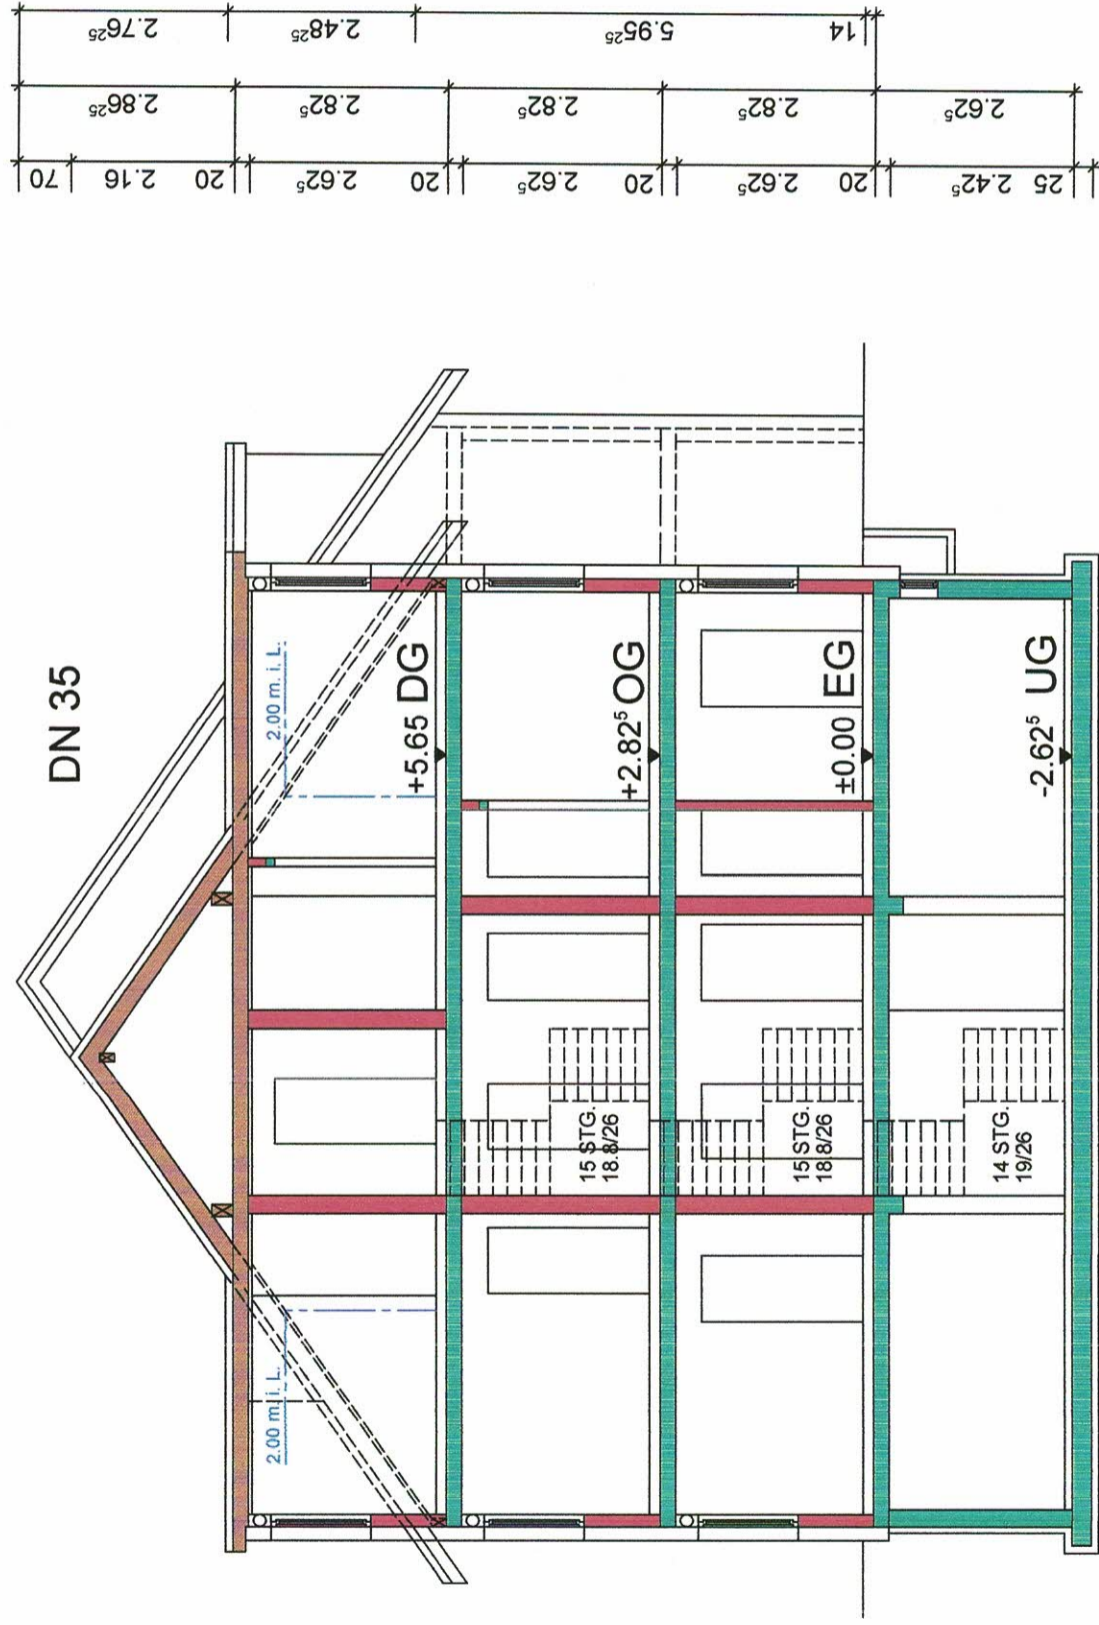 2.76²⁵
2.48²⁵
5.95²⁵
14
2.86²⁵
2.82⁵
2.82⁵
2.82⁵
2.62⁵
70
2.16
20
2.62⁵
20
2.62⁵
20
2.62⁵
20
2.42⁵
25
DN 35
2.00 m. i. L.
2.00 m. i. L.
+5.65 DG
+2.82⁵ OG
15 STG.
18.8/26
±0.00 EG
15 STG.
18.8/26
-2.62⁵ UG
14 STG.
19/26